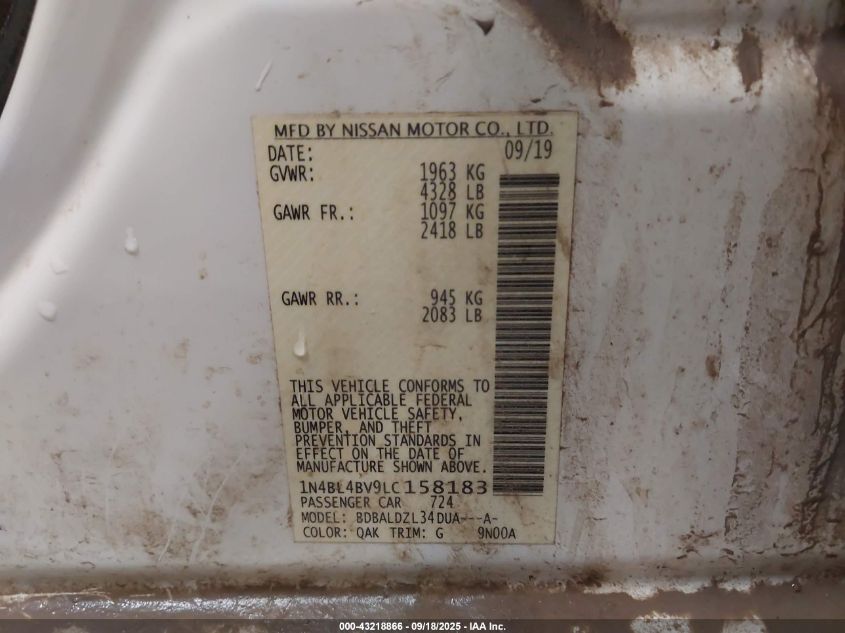 MFD BY NISSAN MOTOR CO., LTD.
DATE: 09/19
GVWR: 1963 KG
4328 LB
GAWR FR.: 1097 KG
2418 LB
GAWR RR.: 945 KG
2083 LB
THIS VEHICLE CONFORMS TO
ALL APPLICABLE FEDERAL
MOTOR VEHICLE SAFETY,
BUMPER, AND THEFT
PREVENTION STANDARDS IN
EFFECT ON THE DATE OF
MANUFACTURE SHOWN ABOVE.
1N4BL4BV9LC158183
PASSENGER CAR 724
MODEL: BDBALDZL34DUA---A-
COLOR: QAK TRIM: G 9N00A
000-43218866 - 09/18/2025 - IAA Inc.